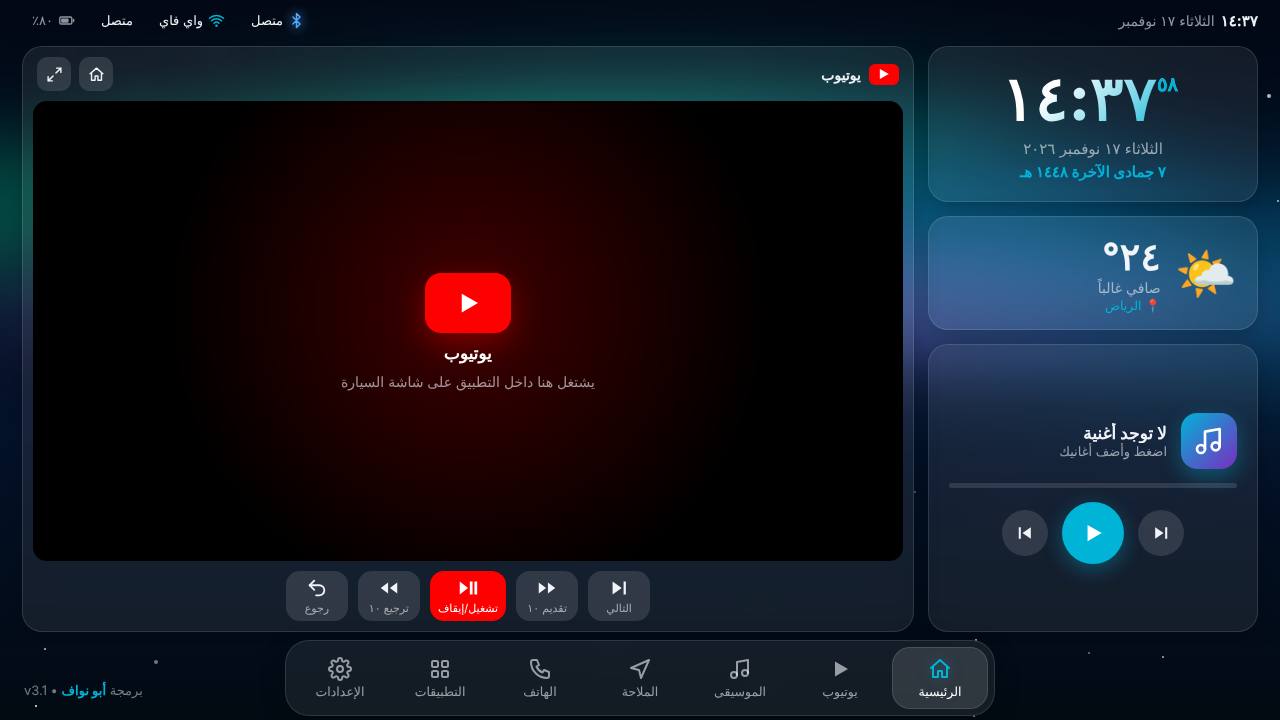 ١٤:٣٧ الثلاثاء ١٧ نوفمبر
متصل
واي فاي
متصل
٪٨٠
١٤:٣٧ ٥٨
الثلاثاء ١٧ نوفمبر ٢٠٢٦
٧ جمادى الآخرة ١٤٤٨ هـ
٢٤°
صافي غالباً
📍 الرياض
لا توجد أغنية
اضغط وأضف أغانيك
يوتيوب
يوتيوب
يشتغل هنا داخل التطبيق على شاشة السيارة
التالي
تقديم ١٠
تشغيل/إيقاف
ترجيع ١٠
رجوع
الرئيسية
يوتيوب
الموسيقى
الملاحة
الهاتف
التطبيقات
الإعدادات
برمجة أبو نواف • v3.1